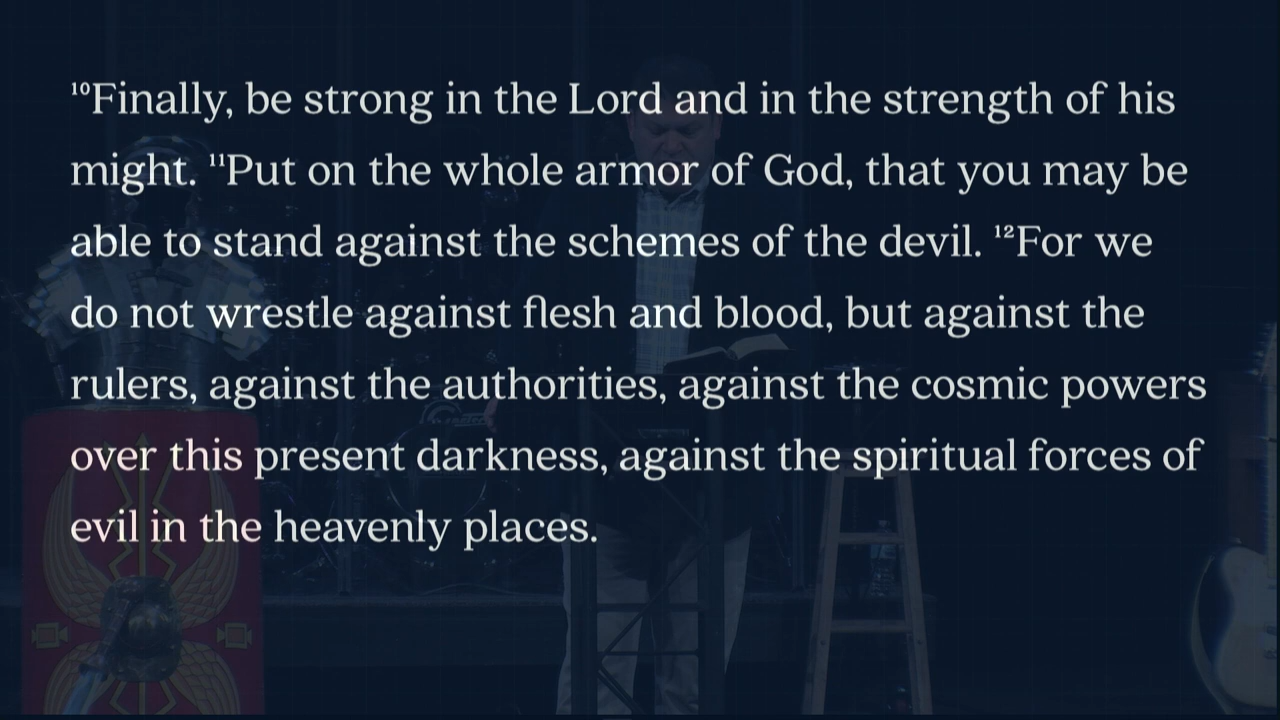 ¹⁰Finally, be strong in the Lord and in the strength of his
might. ¹¹Put on the whole armor of God, that you may be
able to stand against the schemes of the devil. ¹²For we
do not wrestle against flesh and blood, but against the
rulers, against the authorities, against the cosmic powers
over this present darkness, against the spiritual forces of
evil in the heavenly places.